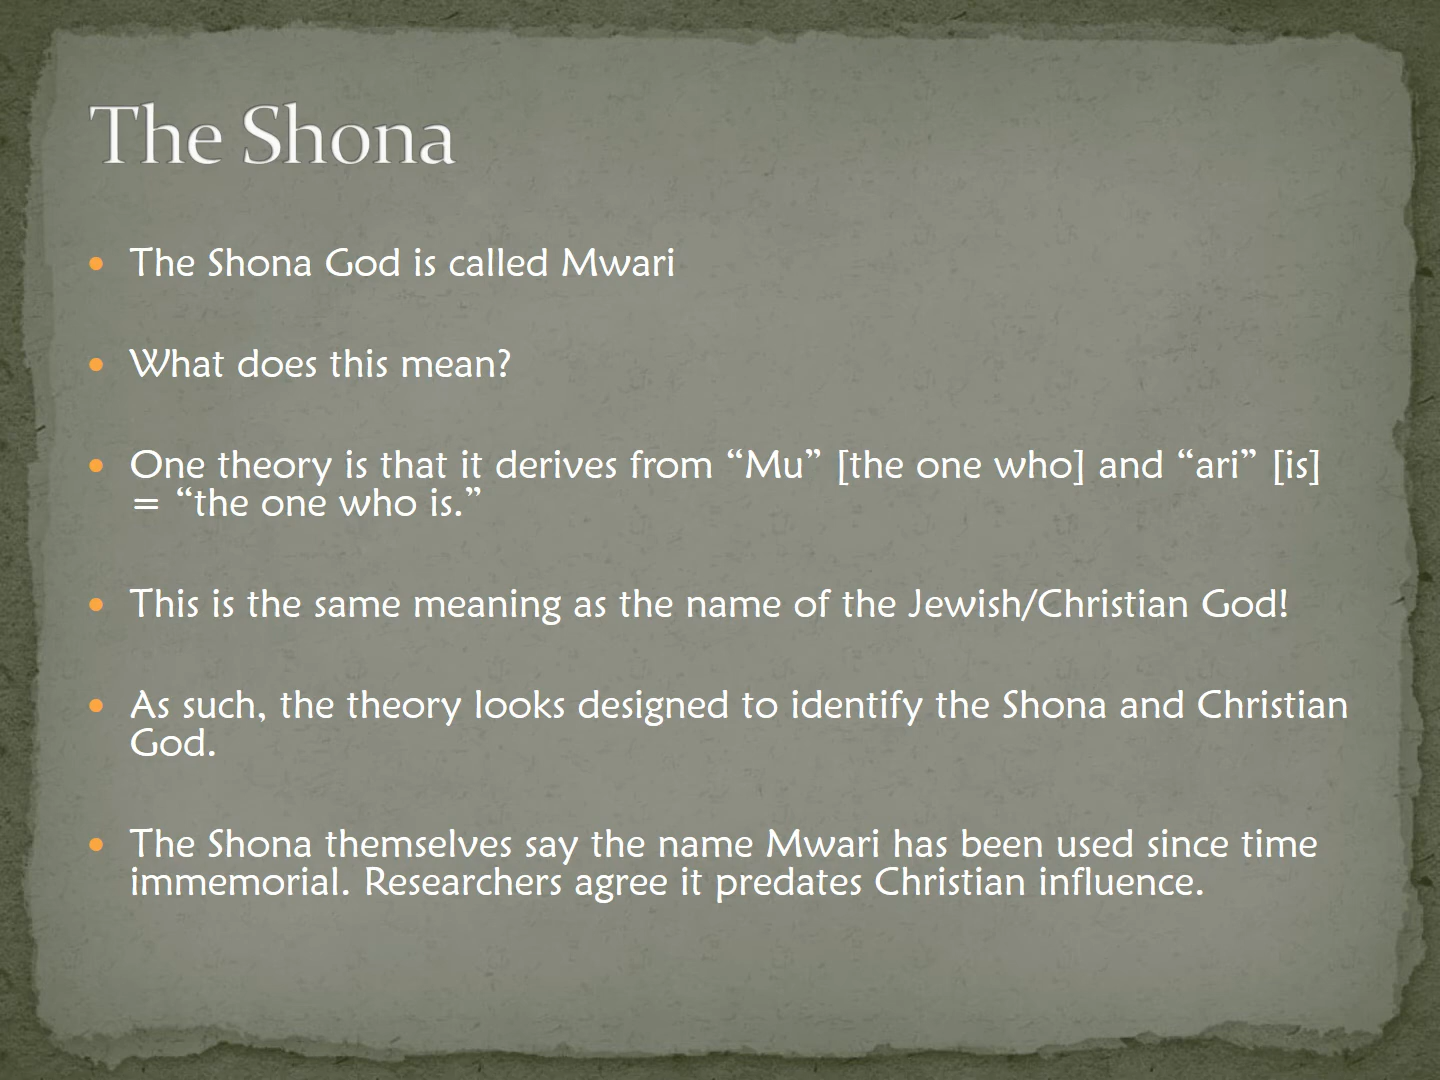 The Shona
• The Shona God is called Mwari
• What does this mean?
• One theory is that it derives from “Mu” [the one who] and “ari” [is]
= “the one who is.”
• This is the same meaning as the name of the Jewish/Christian God!
• As such, the theory looks designed to identify the Shona and Christian
God.
• The Shona themselves say the name Mwari has been used since time
immemorial. Researchers agree it predates Christian influence.